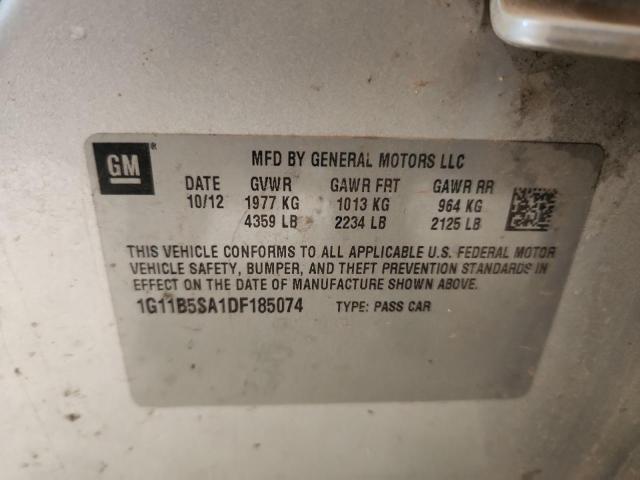 GM®
MFD BY GENERAL MOTORS LLC
DATE GVWR GAWR FRT GAWR RR
10/12 1977 KG 1013 KG 964 KG
4359 LB 2234 LB 2125 LB
THIS VEHICLE CONFORMS TO ALL APPLICABLE U.S. FEDERAL MOTOR
VEHICLE SAFETY, BUMPER, AND THEFT PREVENTION STANDARDS IN
EFFECT ON THE DATE OF MANUFACTURE SHOWN ABOVE.
1G11B5SA1DF185074 TYPE: PASS CAR